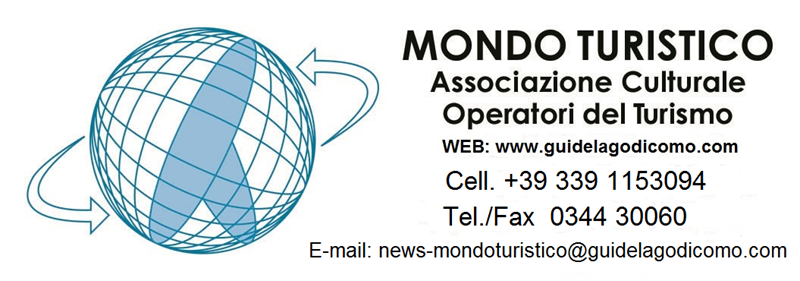 MONDO TURISTICO
Associazione Culturale
Operatori del Turismo
WEB: www.guidelagodicomo.com
Cell. +39 339 1153094
Tel./Fax 0344 30060
E-mail: news-mondoturistico@guidelagodicomo.com